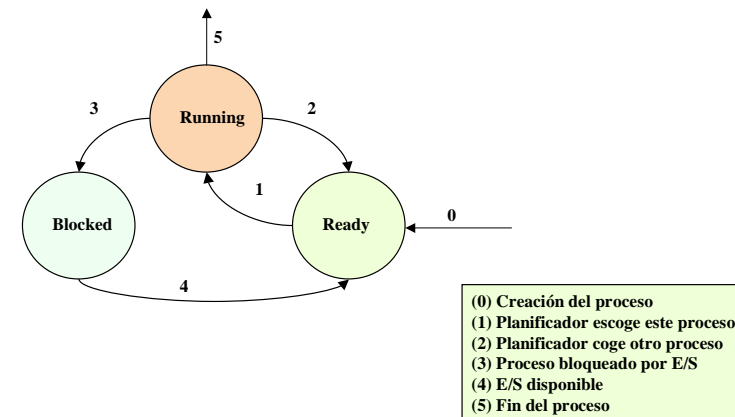 5
3
Running
2
1
Blocked
Ready
0
4
(0) Creación del proceso
(1) Planificador escoge este proceso
(2) Planificador coge otro proceso
(3) Proceso bloqueado por E/S
(4) E/S disponible
(5) Fin del proceso